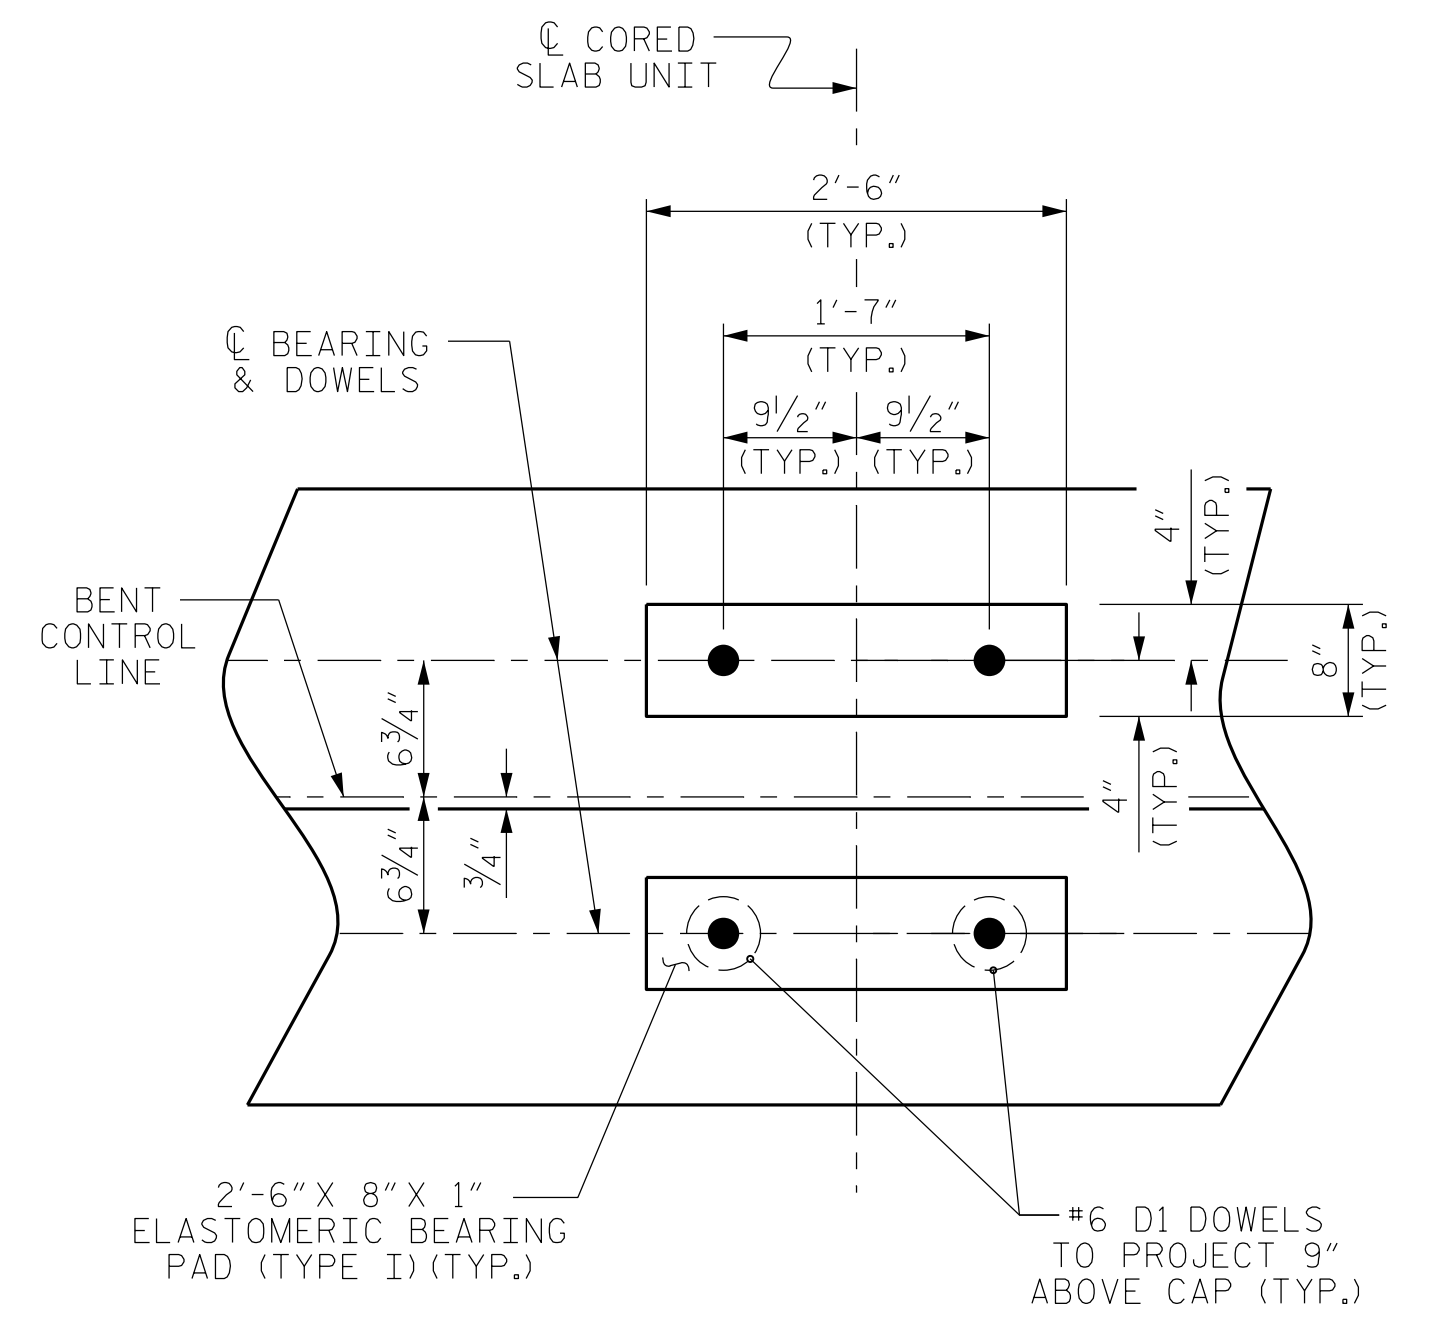 ℄ CORED
SLAB UNIT
2'-6"
(TYP.)
1'-7"
(TYP.)
℄ BEARING
& DOWELS
9½" 9½"
(TYP.) (TYP.)
4"
(TYP.)
BENT
CONTROL
LINE
8"
(TYP.)
6¾"
4"
(TYP.)
6¾"
¾"
2'-6" X 8" X 1"
ELASTOMERIC BEARING
PAD (TYPE I)(TYP.)
#6 D1 DOWELS
TO PROJECT 9"
ABOVE CAP (TYP.)